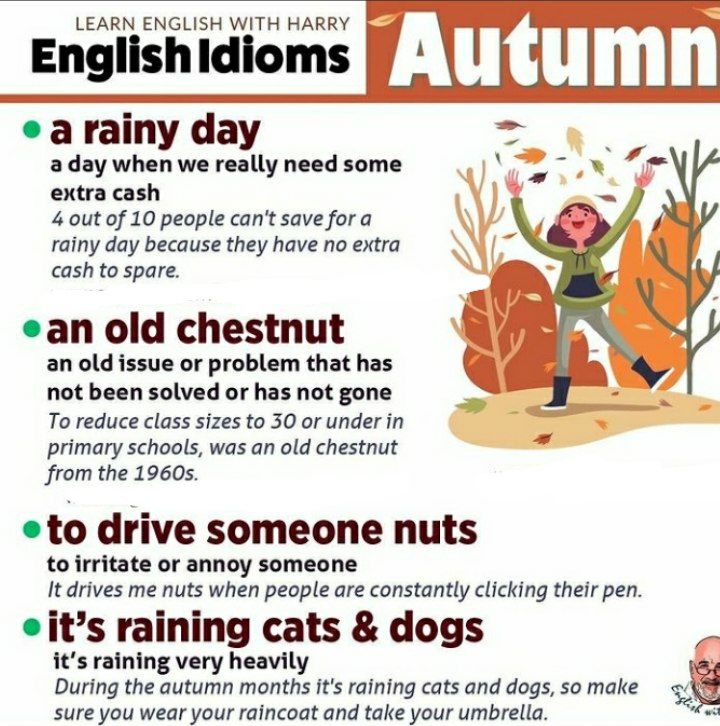 LEARN ENGLISH WITH HARRY
English Idioms
Autumn
a rainy day
a day when we really need some
extra cash
4 out of 10 people can't save for a
rainy day because they have no extra
cash to spare.
an old chestnut
an old issue or problem that has
not been solved or has not gone
To reduce class sizes to 30 or under in
primary schools, was an old chestnut
from the 1960s.
to drive someone nuts
to irritate or annoy someone
It drives me nuts when people are constantly clicking their pen.
it's raining cats & dogs
it's raining very heavily
During the autumn months it's raining cats and dogs, so make
sure you wear your raincoat and take your umbrella.
English